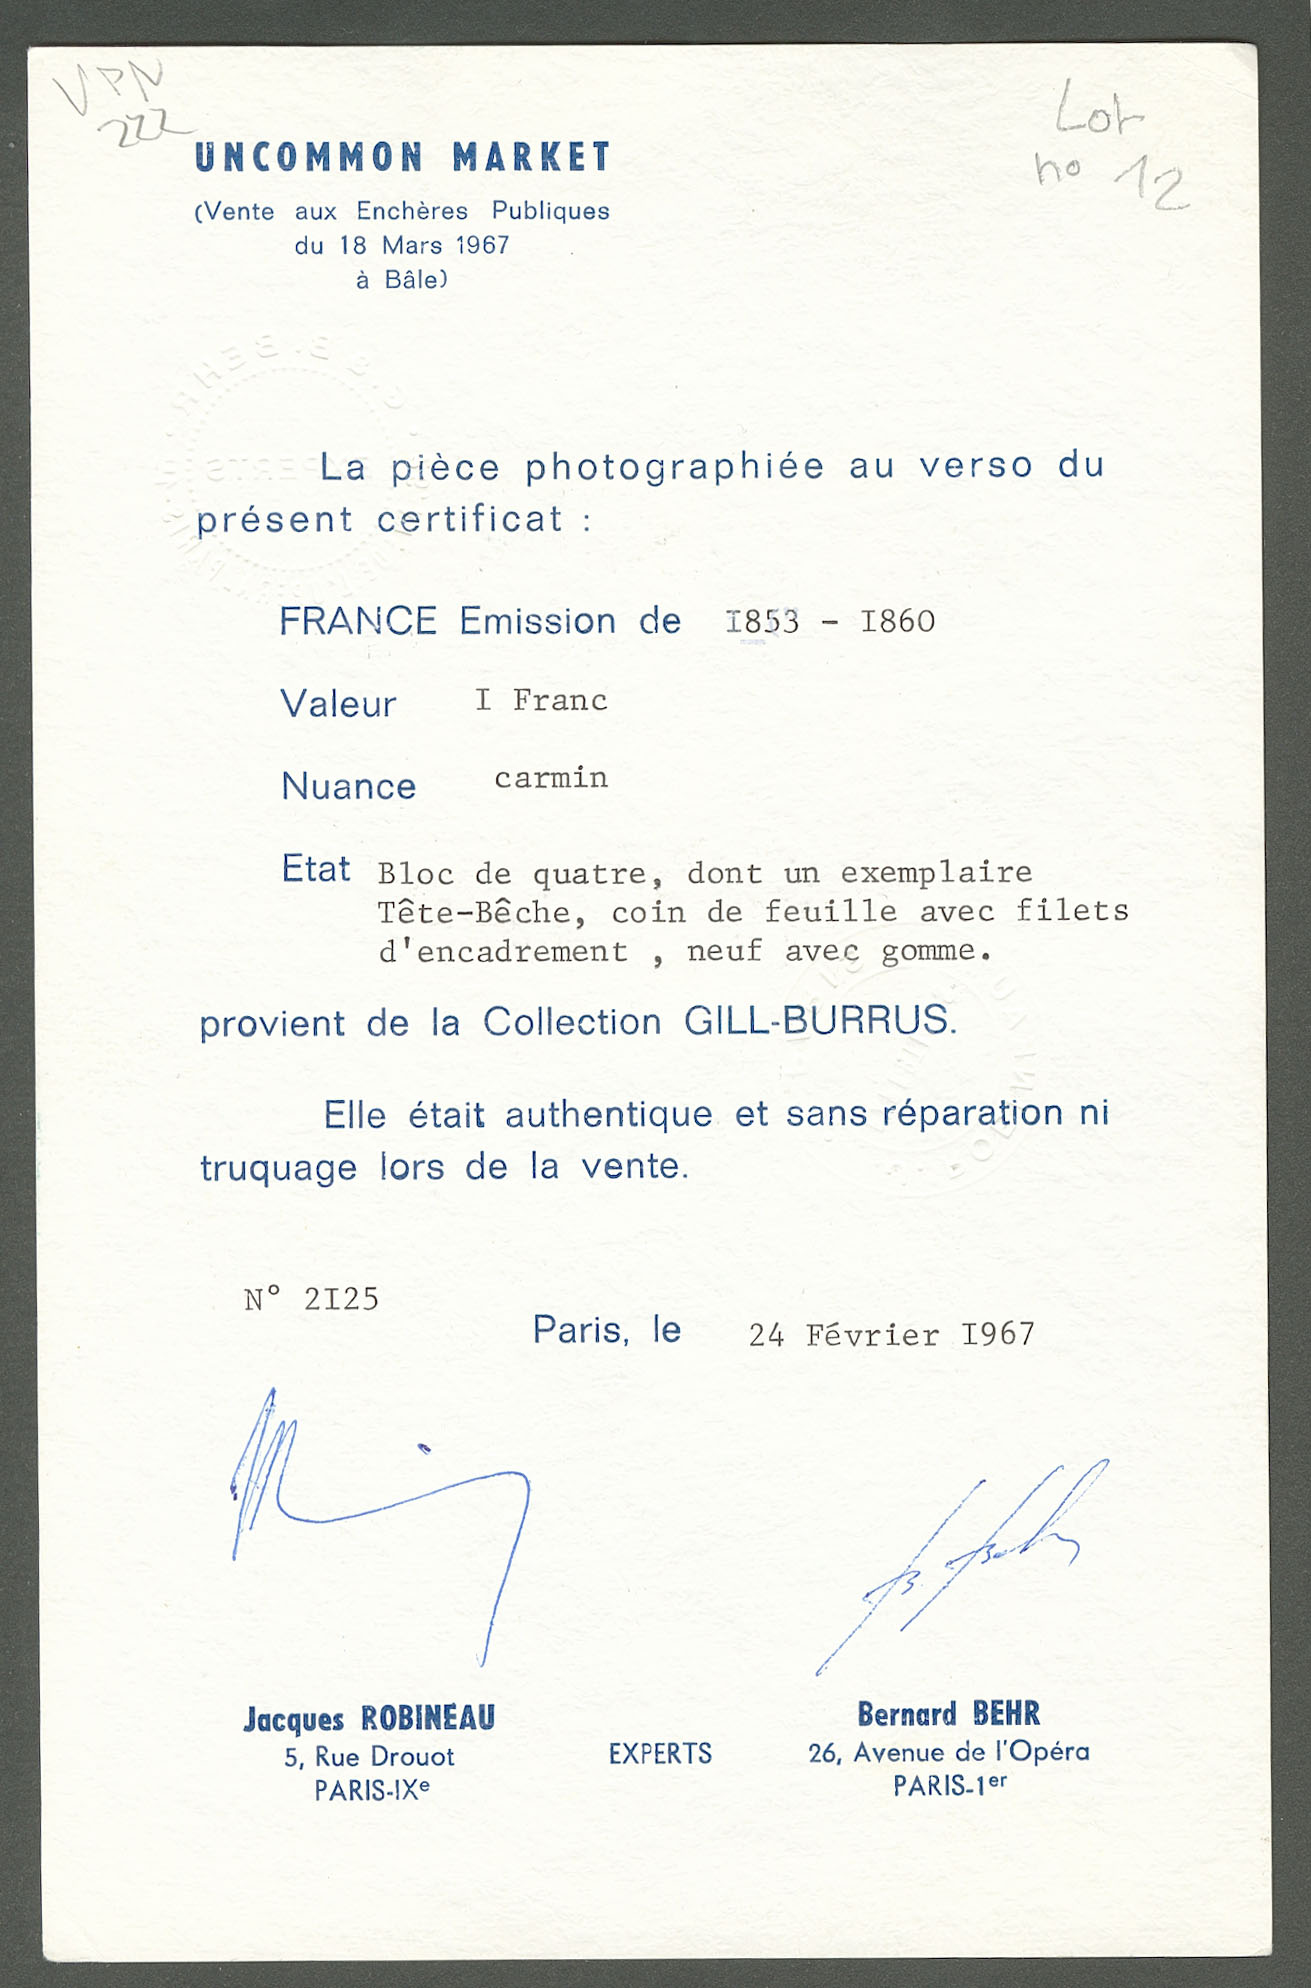 VPN
222
Lot
no 12
UNCOMMON MARKET
(Vente aux Enchères Publiques
du 18 Mars 1967
à Bâle)
La pièce photographiée au verso du
présent certificat :
FRANCE Emission de I853 - I860
Valeur I Franc
Nuance carmin
Etat Bloc de quatre, dont un exemplaire
Tête-Bêche, coin de feuille avec filets
d'encadrement , neuf avec gomme.
provient de la Collection GILL-BURRUS.
Elle était authentique et sans réparation ni
truquage lors de la vente.
N° 2I25
Paris, le 24 Février I967
Jacques ROBINEAU
5, Rue Drouot
PARIS-IXe
EXPERTS
Bernard BEHR
26, Avenue de l'Opéra
PARIS-1er